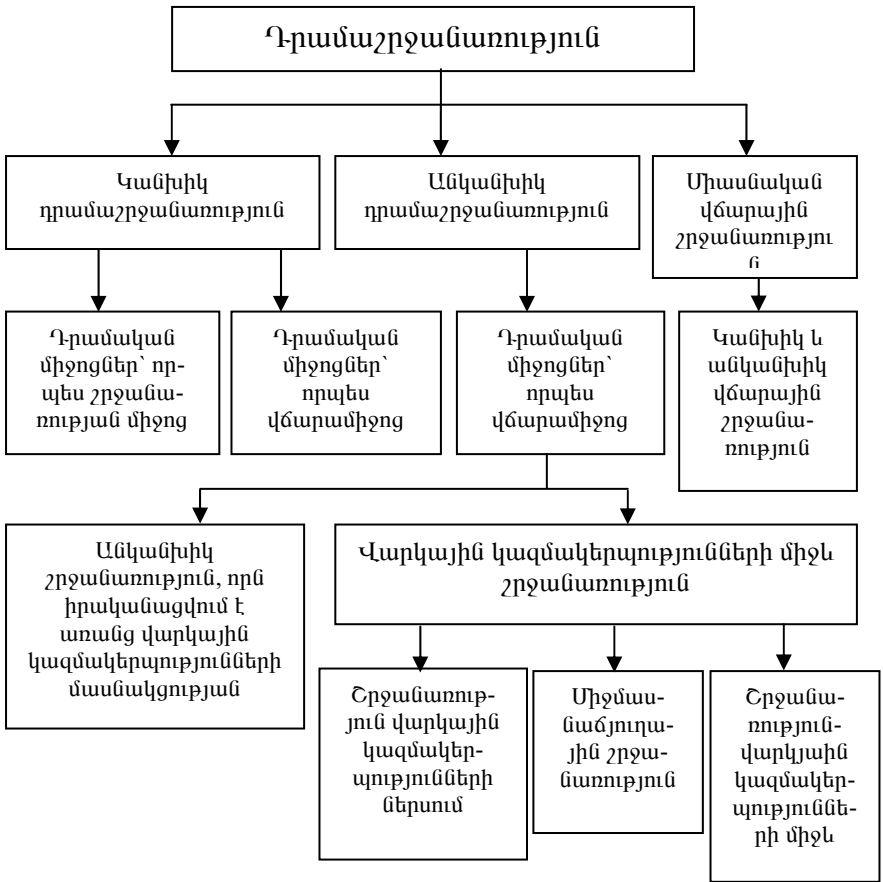 Դրամաշրջանառություն
Կանխիկ
դրամաշրջանառություն
Անկանխիկ
դրամաշրջանառություն
Միասնական
վճարային
շրջանառությու
ն
Դրամական
միջոցներ՝ որ-
պես շրջանա-
ռության միջոց
Դրամական
միջոցներ՝
որպես
վճարամիջոց
Դրամական
միջոցներ՝
որպես
վճարամիջոց
Կանխիկ և
անկանխիկ
վճարային
շրջանա-
ռություն
Անկանխիկ
շրջանառություն, որն
իրականացվում է
առանց վարկային
կազմակերպությունների
մասնակցության
Վարկային կազմակերպությունների միջև
շրջանառություն
Շրջանառութ-
յուն վարկային
կազմակեր-
պությունների
ներսում
Միջմաս-
նաճյուղա-
յին շրջա-
նառություն
Շրջանա-
ռություն-
վարկյաին
կազմակեր-
պություննե-
րի միջև